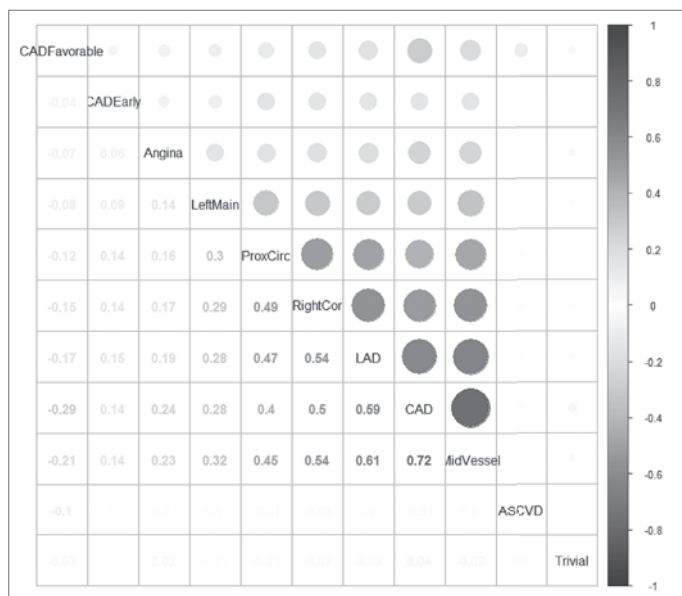 1
CADFavorable
0.8
-0.04 CADEarly
0.6
-0.07 0.06 Angina
0.4
-0.08 0.09 0.14 LeftMain
0.2
-0.12 0.14 0.16 0.3 ProxCirc
0
-0.15 0.14 0.17 0.29 0.49 RightCor
-0.2
-0.17 0.15 0.19 0.28 0.47 0.54 LAD
-0.29 0.14 0.24 0.28 0.4 0.5 0.59 CAD
-0.4
-0.21 0.14 0.23 0.32 0.45 0.54 0.61 0.72 MidVessel
-0.6
-0.1 ASCVD
-0.8
-0.03 0.02 0.04 -0.02 Trivial
-1